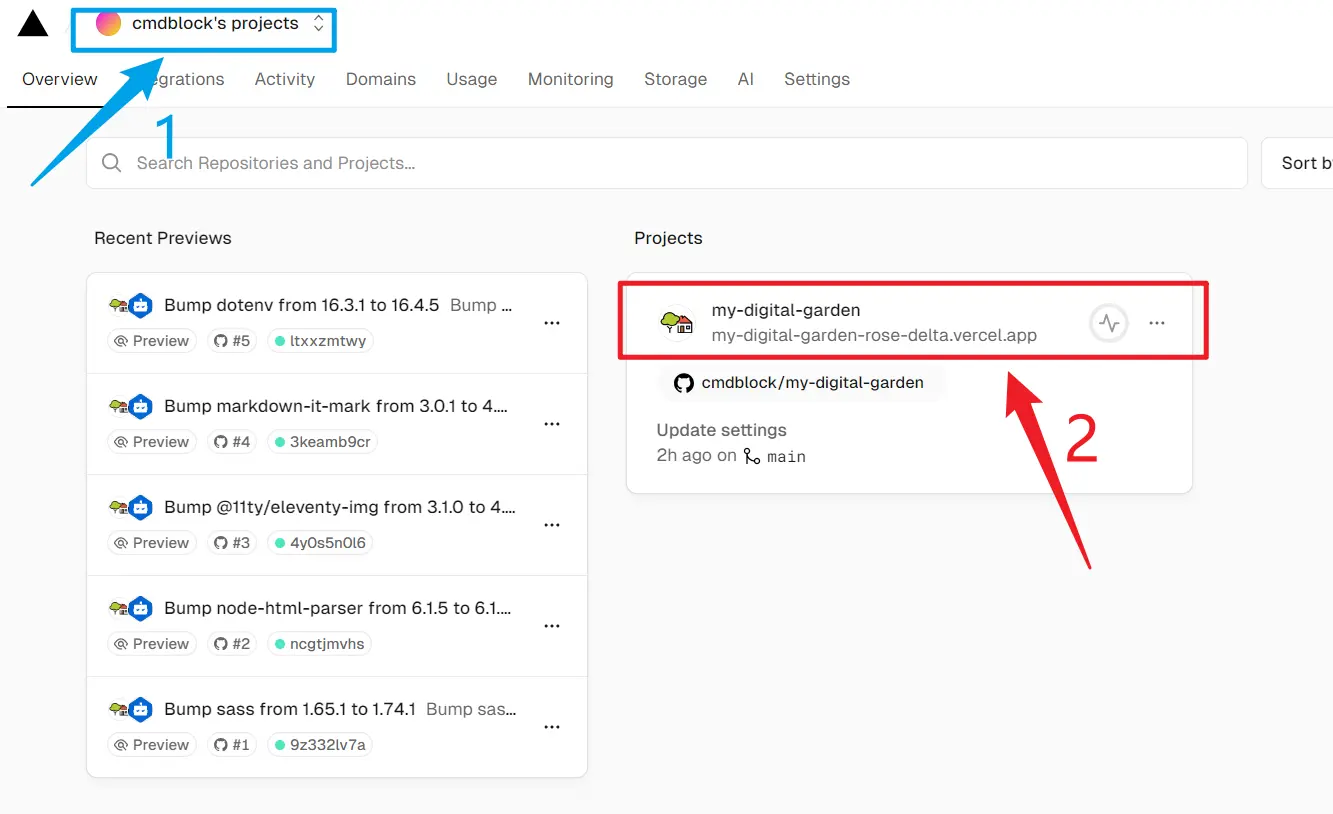 cmdblock's projects
Overview egrations Activity Domains Usage Monitoring Storage AI Settings
1
Search Repositories and Projects...
Sort b
Recent Previews
Bump dotenv from 16.3.1 to 16.4.5 Bump ...
Preview #5 ltxxzmtwy
Bump markdown-it-mark from 3.0.1 to 4....
Preview #4 3keamb9cr
Bump @11ty/eleventy-img from 3.1.0 to 4....
Preview #3 4y0s5n0l6
Bump node-html-parser from 6.1.5 to 6.1....
Preview #2 ncgtjmvhs
Bump sass from 1.65.1 to 1.74.1 Bump sas...
Preview #1 9z332lv7a
Projects
my-digital-garden
my-digital-garden-rose-delta.vercel.app
cmdblock/my-digital-garden
Update settings
2h ago on main
2